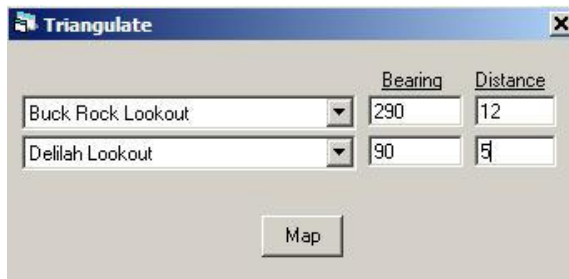 Triangulate
Bearing Distance
Buck Rock Lookout 290 12
Delilah Lookout 90 5
Map